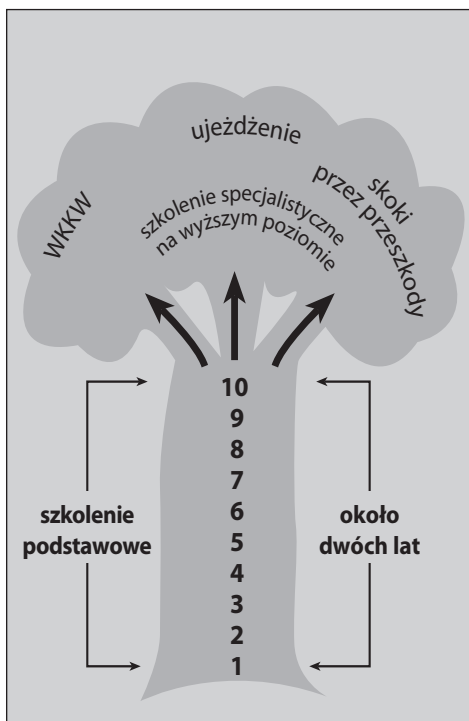 ujeżdżenie
WKKW
szkolenie specjalistyczne
na wyższym poziomie
skoki
przez przeszkody
10
9
8
7
6
5
4
3
2
1
szkolenie
podstawowe
około
dwóch lat